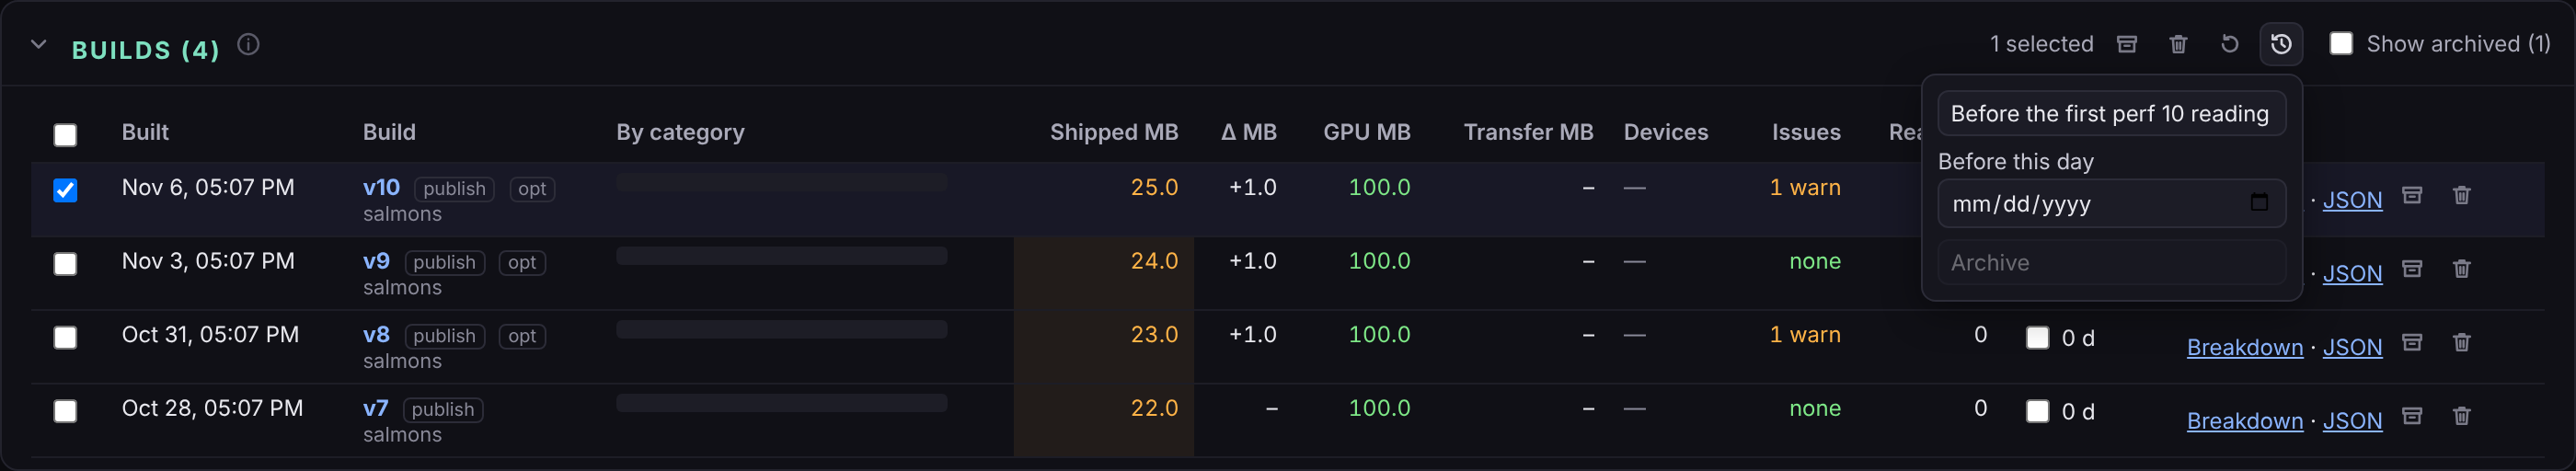 BUILDS (4)
1 selected
Show archived (1)
Before the first perf 10 reading
Before this day
mm/dd/yyyy
Archive
Built Build By category Shipped MB Δ MB GPU MB Transfer MB Devices Issues
Nov 6, 05:07 PM v10 publish opt 25.0 +1.0 100.0 – — 1 warn · JSON
salmons
Nov 3, 05:07 PM v9 publish opt 24.0 +1.0 100.0 – — none · JSON
salmons
Oct 31, 05:07 PM v8 publish opt 23.0 +1.0 100.0 – — 1 warn 0 0 d Breakdown · JSON
salmons
Oct 28, 05:07 PM v7 publish 22.0 – 100.0 – — none 0 0 d Breakdown · JSON
salmons